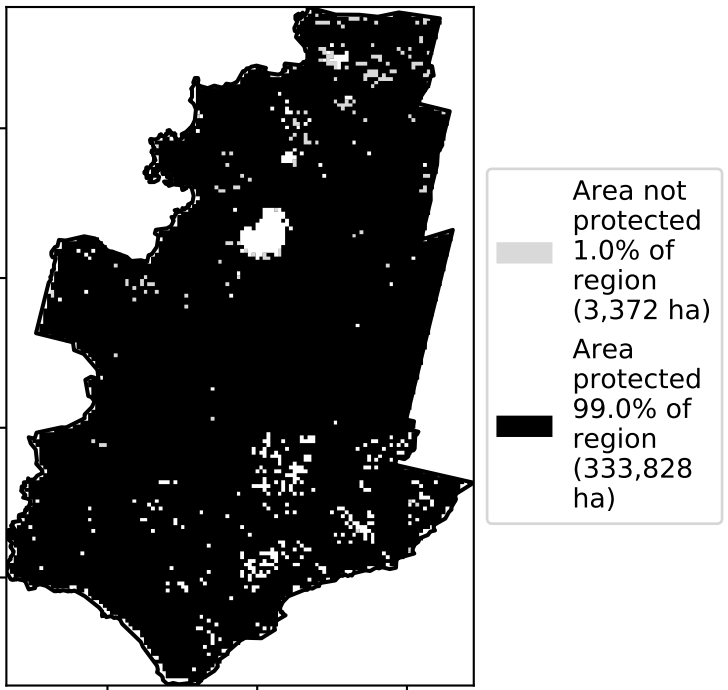 Area not
protected
1.0% of
region
(3,372 ha)
Area
protected
99.0% of
region
(333,828
ha)